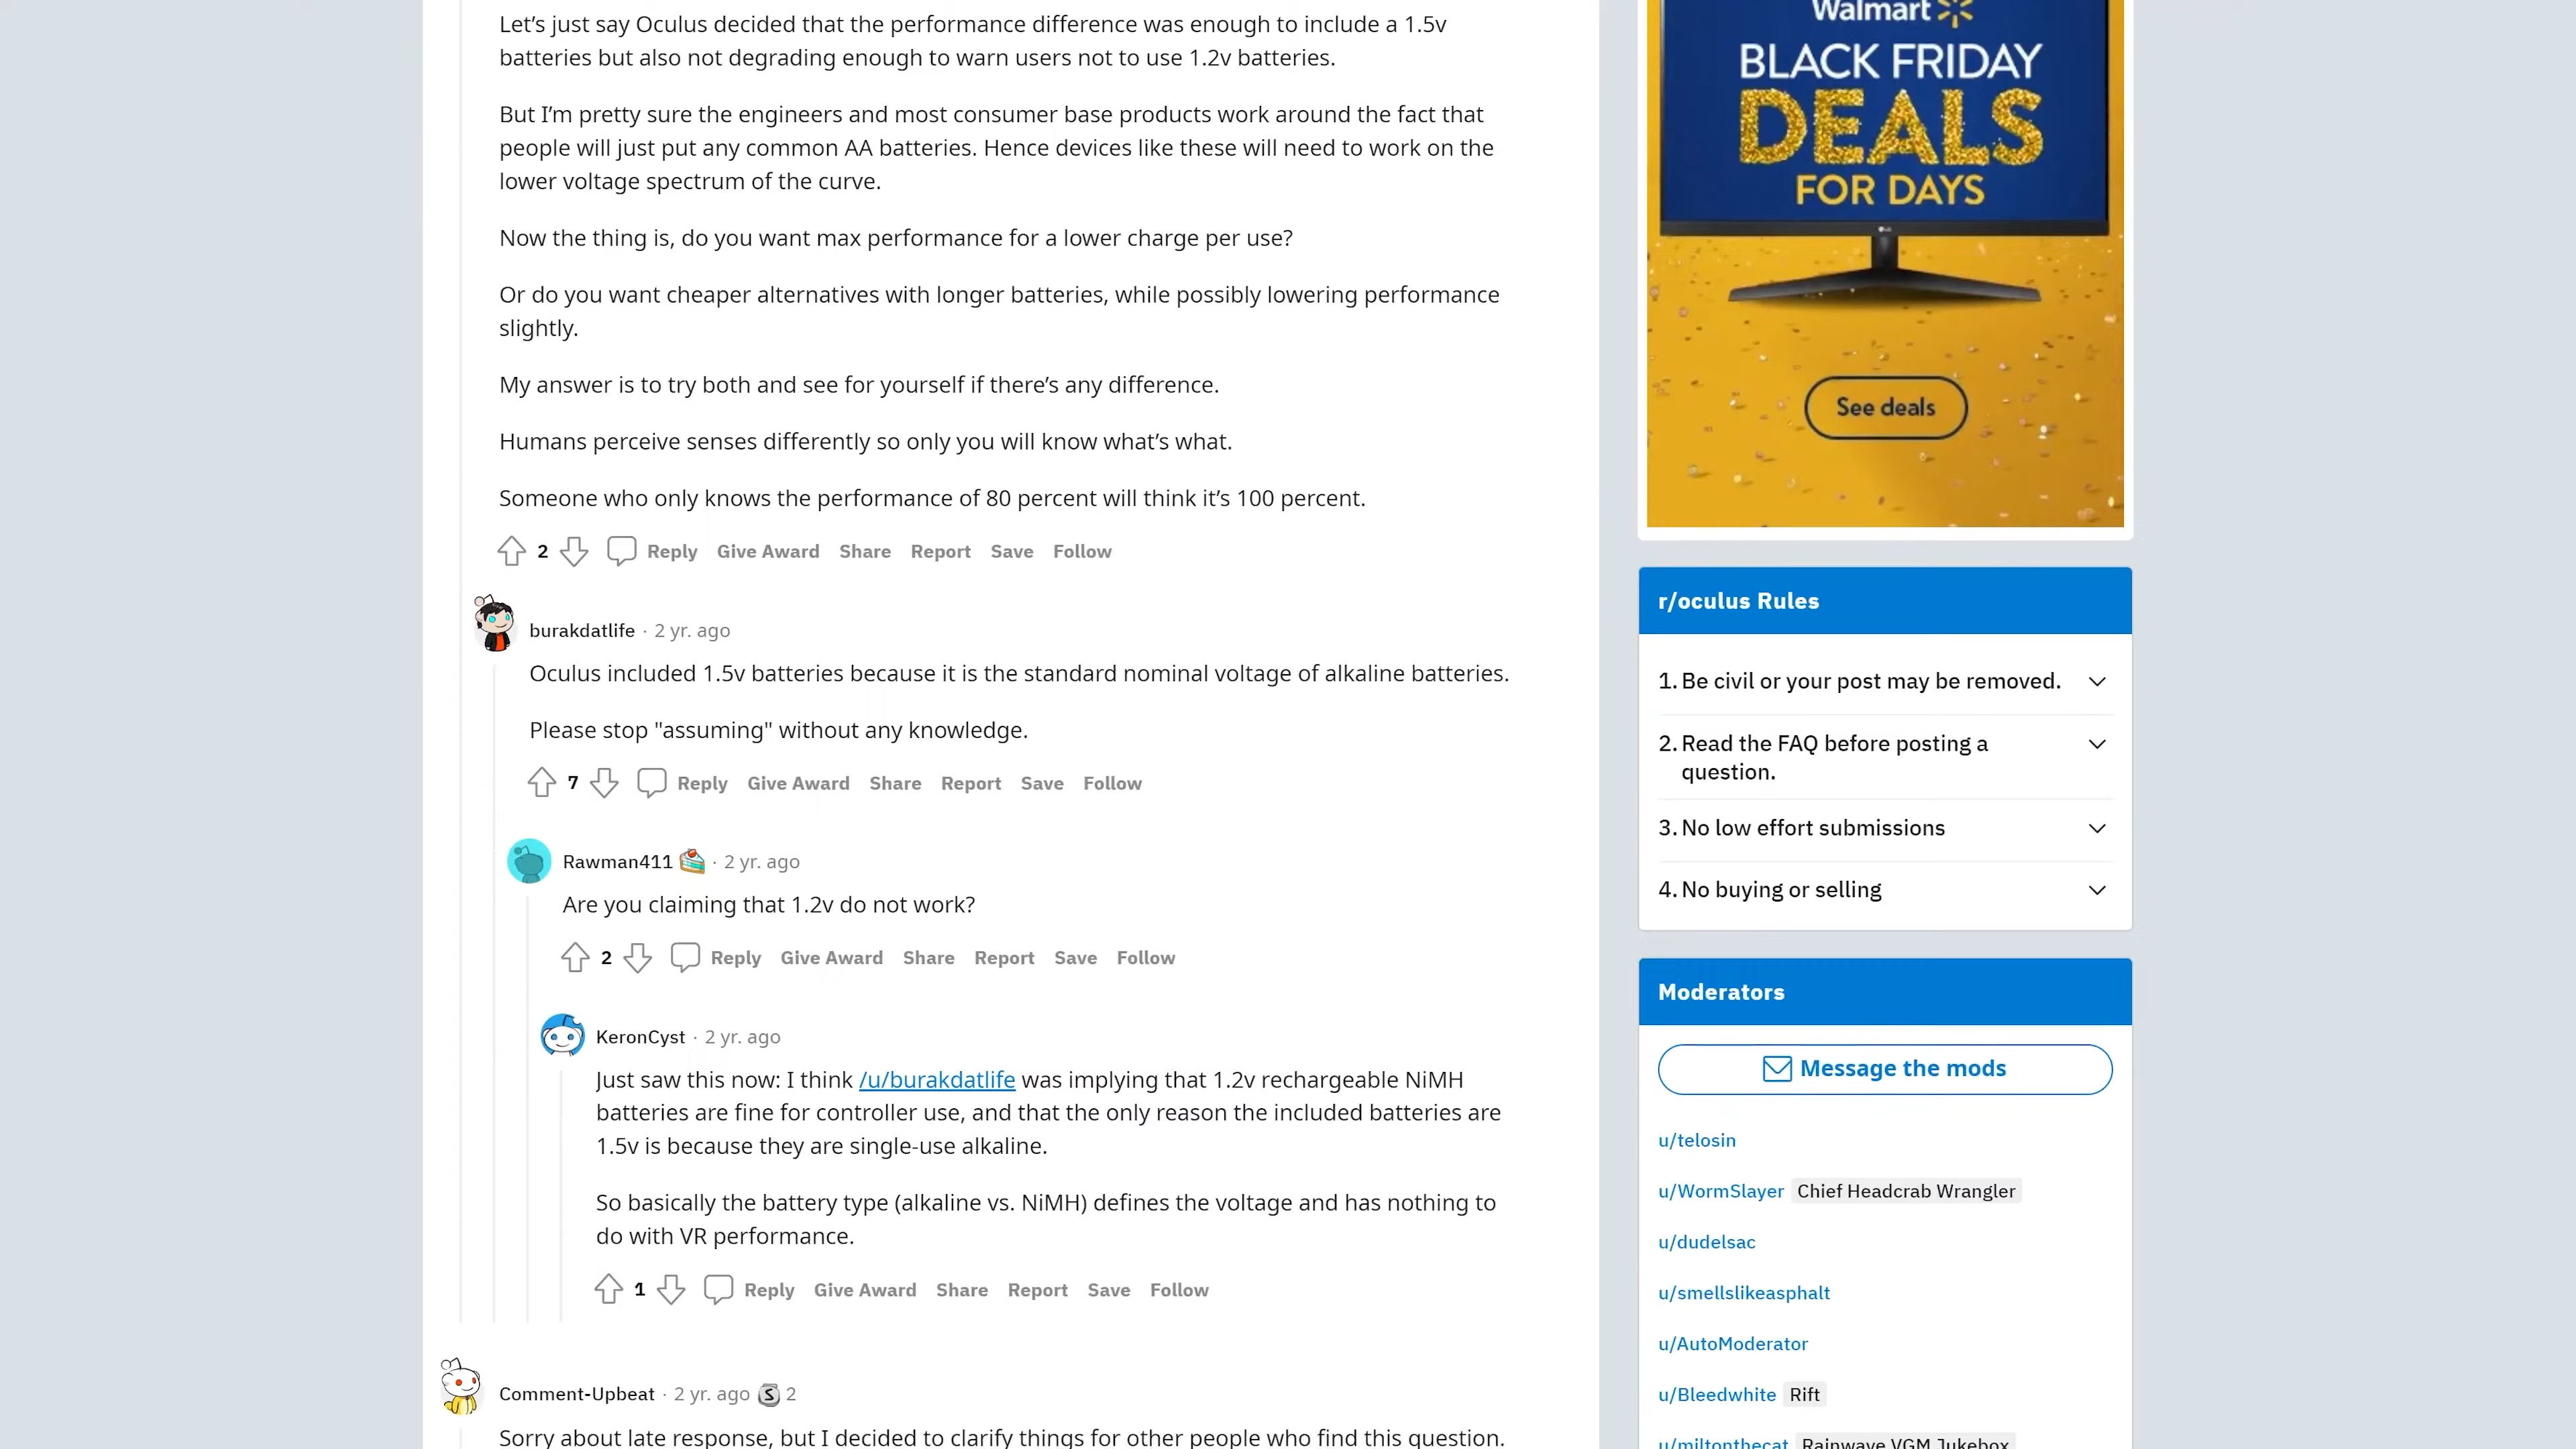 Let’s just say Oculus decided that the performance difference was enough to include a 1.5v
batteries but also not degrading enough to warn users not to use 1.2v batteries.
But I’m pretty sure the engineers and most consumer base products work around the fact that
people will just put any common AA batteries. Hence devices like these will need to work on the
lower voltage spectrum of the curve.
Now the thing is, do you want max performance for a lower charge per use?
Or do you want cheaper alternatives with longer batteries, while possibly lowering performance
slightly.
My answer is to try both and see for yourself if there’s any difference.
Humans perceive senses differently so only you will know what’s what.
Someone who only knows the performance of 80 percent will think it’s 100 percent.
2 Reply Give Award Share Report Save Follow
burakdatlife · 2 yr. ago
Oculus included 1.5v batteries because it is the standard nominal voltage of alkaline batteries.
Please stop "assuming" without any knowledge.
7 Reply Give Award Share Report Save Follow
Rawman411 · 2 yr. ago
Are you claiming that 1.2v do not work?
2 Reply Give Award Share Report Save Follow
KeronCyst · 2 yr. ago
Just saw this now: I think /u/burakdatlife was implying that 1.2v rechargeable NiMH
batteries are fine for controller use, and that the only reason the included batteries are
1.5v is because they are single-use alkaline.
So basically the battery type (alkaline vs. NiMH) defines the voltage and has nothing to
do with VR performance.
1 Reply Give Award Share Report Save Follow
Comment-Upbeat · 2 yr. ago S 2
Sorry about late response, but I decided to clarify things for other people who find this question.
Walmart
BLACK FRIDAY
DEALS
FOR DAYS
LG
See deals
r/oculus Rules
1. Be civil or your post may be removed.
2. Read the FAQ before posting a
question.
3. No low effort submissions
4. No buying or selling
Moderators
Message the mods
u/telosin
u/WormSlayer Chief Headcrab Wrangler
u/dudelsac
u/smellslikeasphalt
u/AutoModerator
u/Bleedwhite Rift
u/miltonthecat Rainwave VGM Jukebox